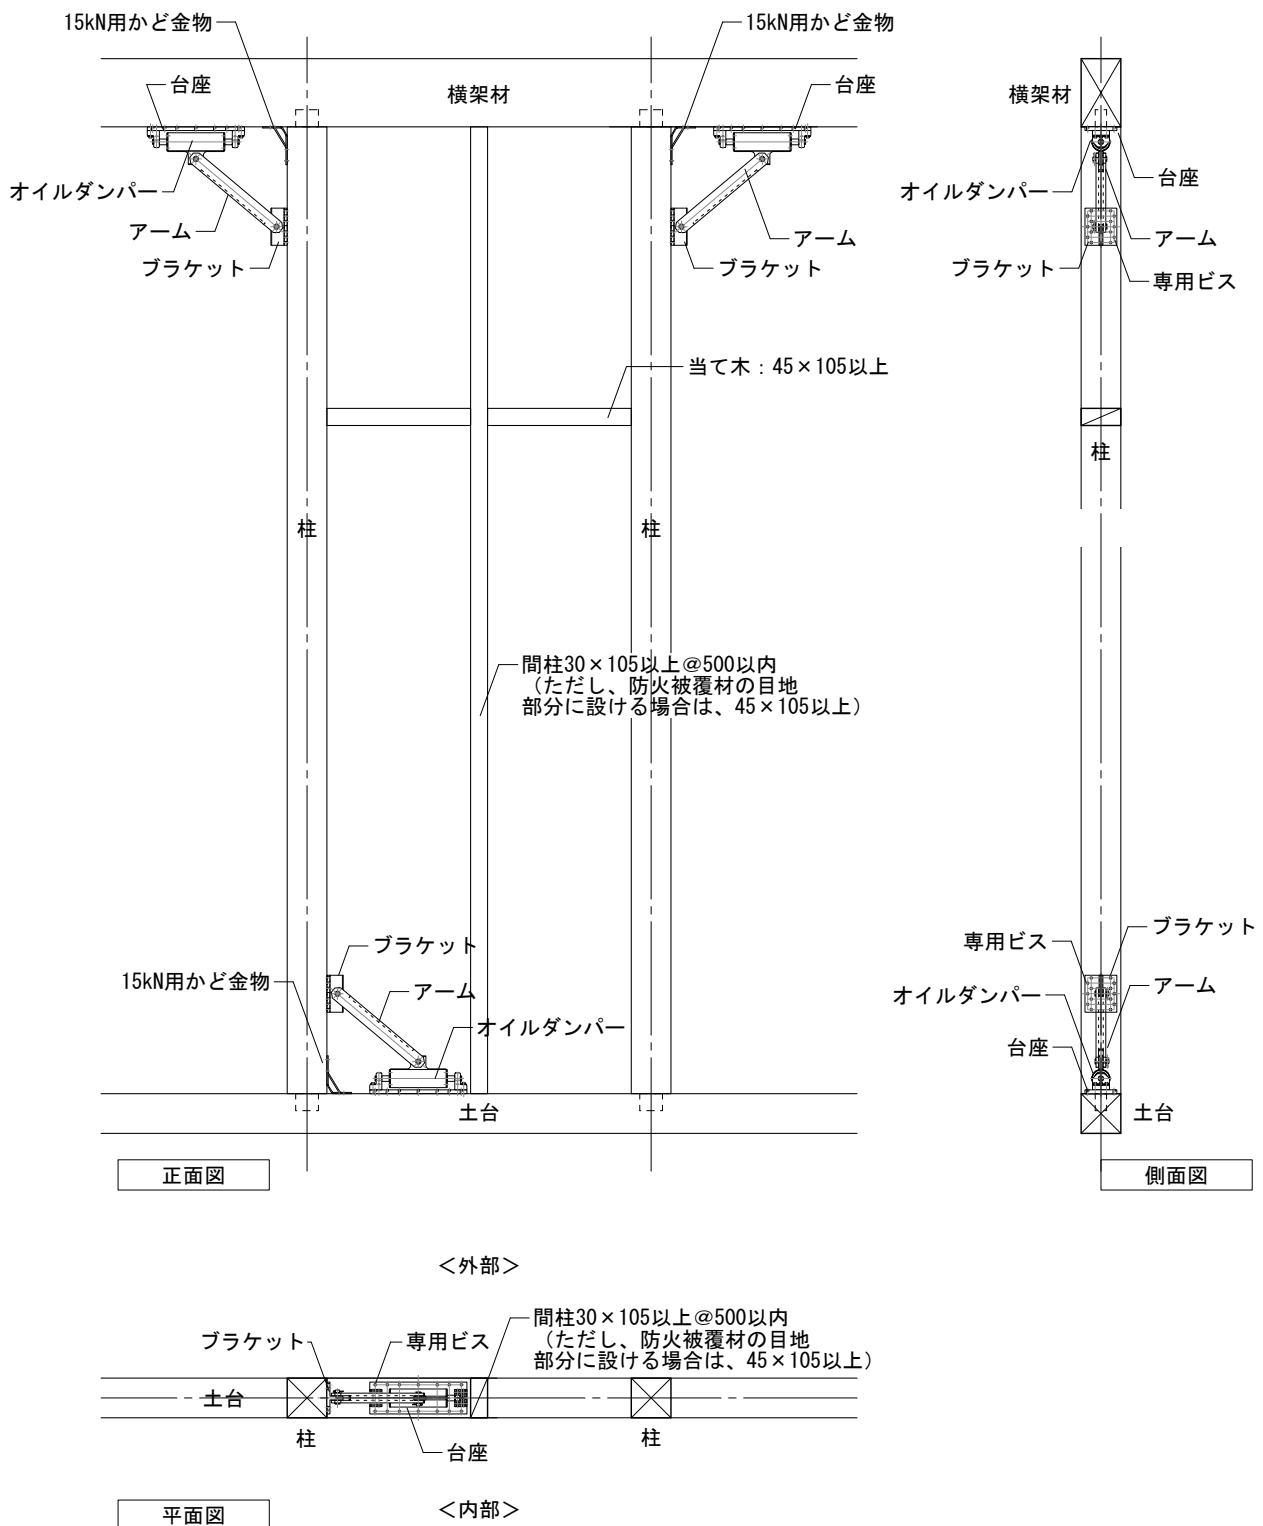 15kN用かど金物
15kN用かど金物
台座
横架材
台座
横架材
オイルダンパー
オイルダンパー
台座
アーム
アーム
アーム
ブラケット
ブラケット
ブラケット
専用ビス
当て木：45×105以上
柱
柱
柱
間柱30×105以上@500以内
（ただし、防火被覆材の目地
部分に設ける場合は、45×105以上）
ブラケット
専用ビス
ブラケット
15kN用かど金物
アーム
オイルダンパー
アーム
オイルダンパー
台座
土台
土台
正面図
側面図
＜外部＞
間柱30×105以上@500以内
（ただし、防火被覆材の目地
部分に設ける場合は、45×105以上）
ブラケット
専用ビス
土台
柱
柱
台座
平面図
＜内部＞